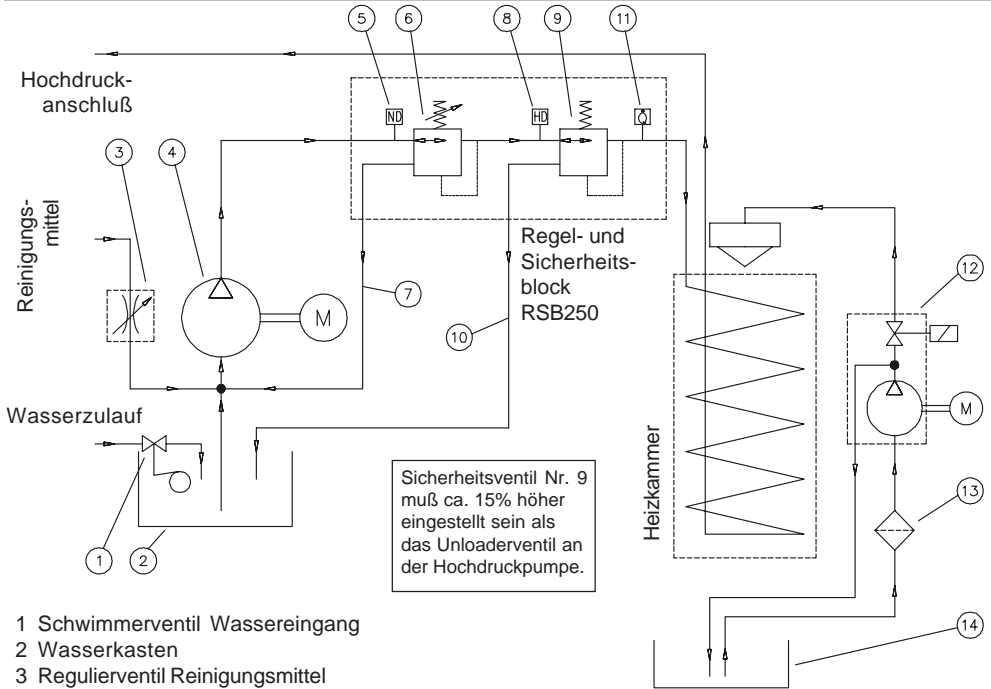 5
6
8
9
11
Hochdruck-
anschluß
ND
HD
3
4
Reinigungs-
mittel
Regel- und
Sicherheits-
block
RSB250
7
12
M
10
M
Wasserzulauf
Heizkammer
Sicherheitsventil Nr. 9
muß ca. 15% höher
eingestellt sein als
das Unloaderventil an
der Hochdruckpumpe.
13
1
2
14
1 Schwimmerventil Wassereingang
2 Wasserkasten
3 Regulierventil Reinigungsmittel